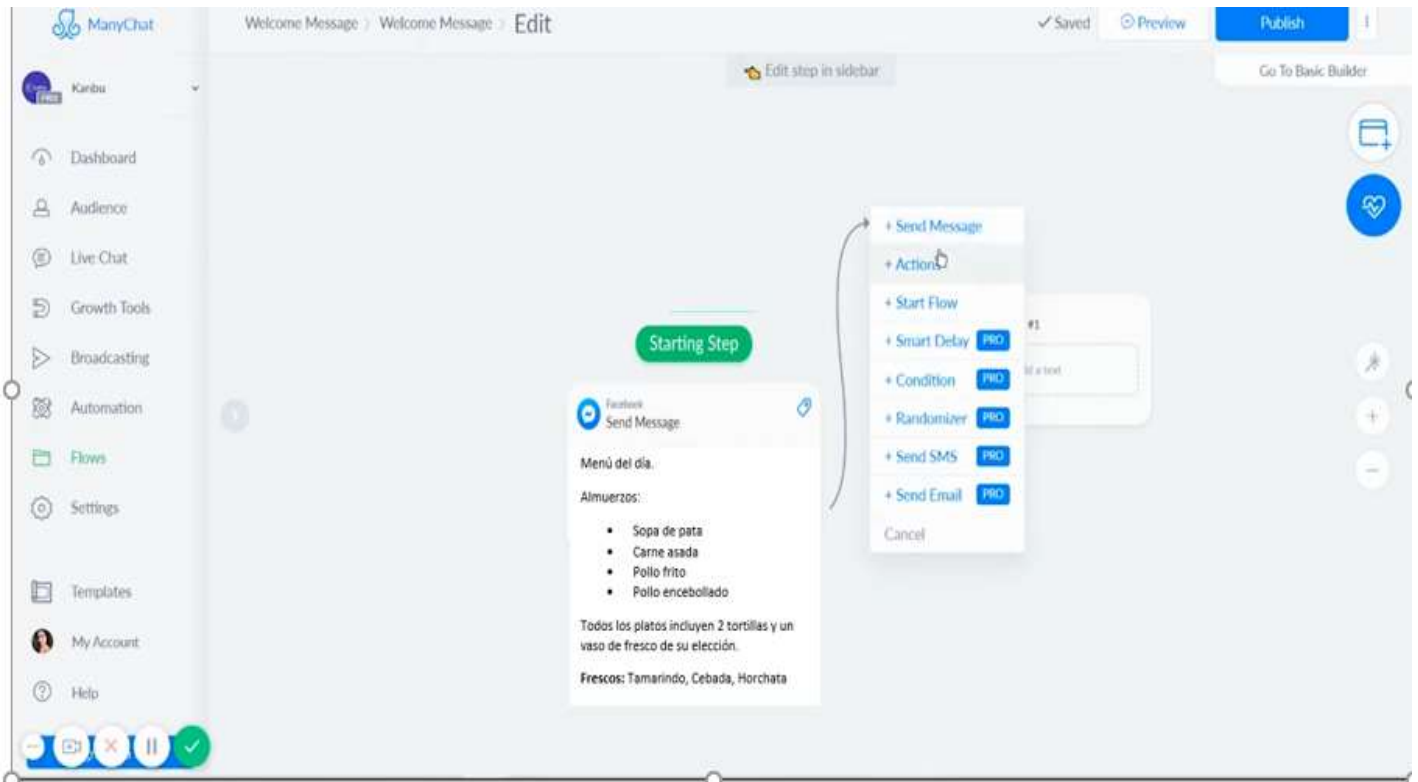 ManyChat
Welcome Message > Welcome Message > Edit
✓ Saved
Preview
Publish
Edit step in sidebar
Go To Basic Builder
Karibu
PRO
Dashboard
Audience
Live Chat
Growth Tools
Broadcasting
Automation
Flows
Settings
Templates
My Account
Help
Starting Step
Facebook
Send Message
Menú del día.
Almuerzos:
• Sopa de pata
• Carne asada
• Pollo frito
• Pollo encebollado
Todos los platos incluyen 2 tortillas y un
vaso de fresco de su elección.
Frescos: Tamarindo, Cebada, Horchata
+ Send Message
+ Actions
+ Start Flow
+ Smart Delay PRO
+ Condition PRO
+ Randomizer PRO
+ Send SMS PRO
+ Send Email PRO
Cancel
#1
a text